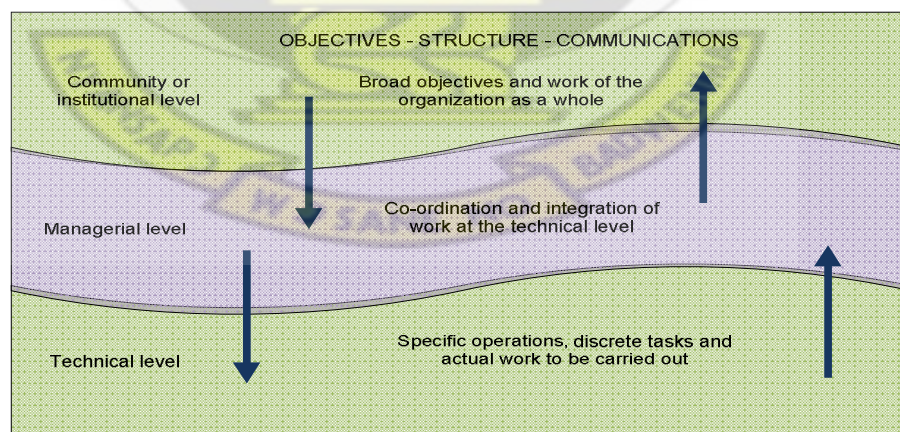 OBJECTIVES - STRUCTURE - COMMUNICATIONS
Community or
institutional level
Broad objectives and work of the
organization as a whole
Managerial level
Co-ordination and integration of
work at the technical level
Technical level
Specific operations, discrete tasks and
actual work to be carried out